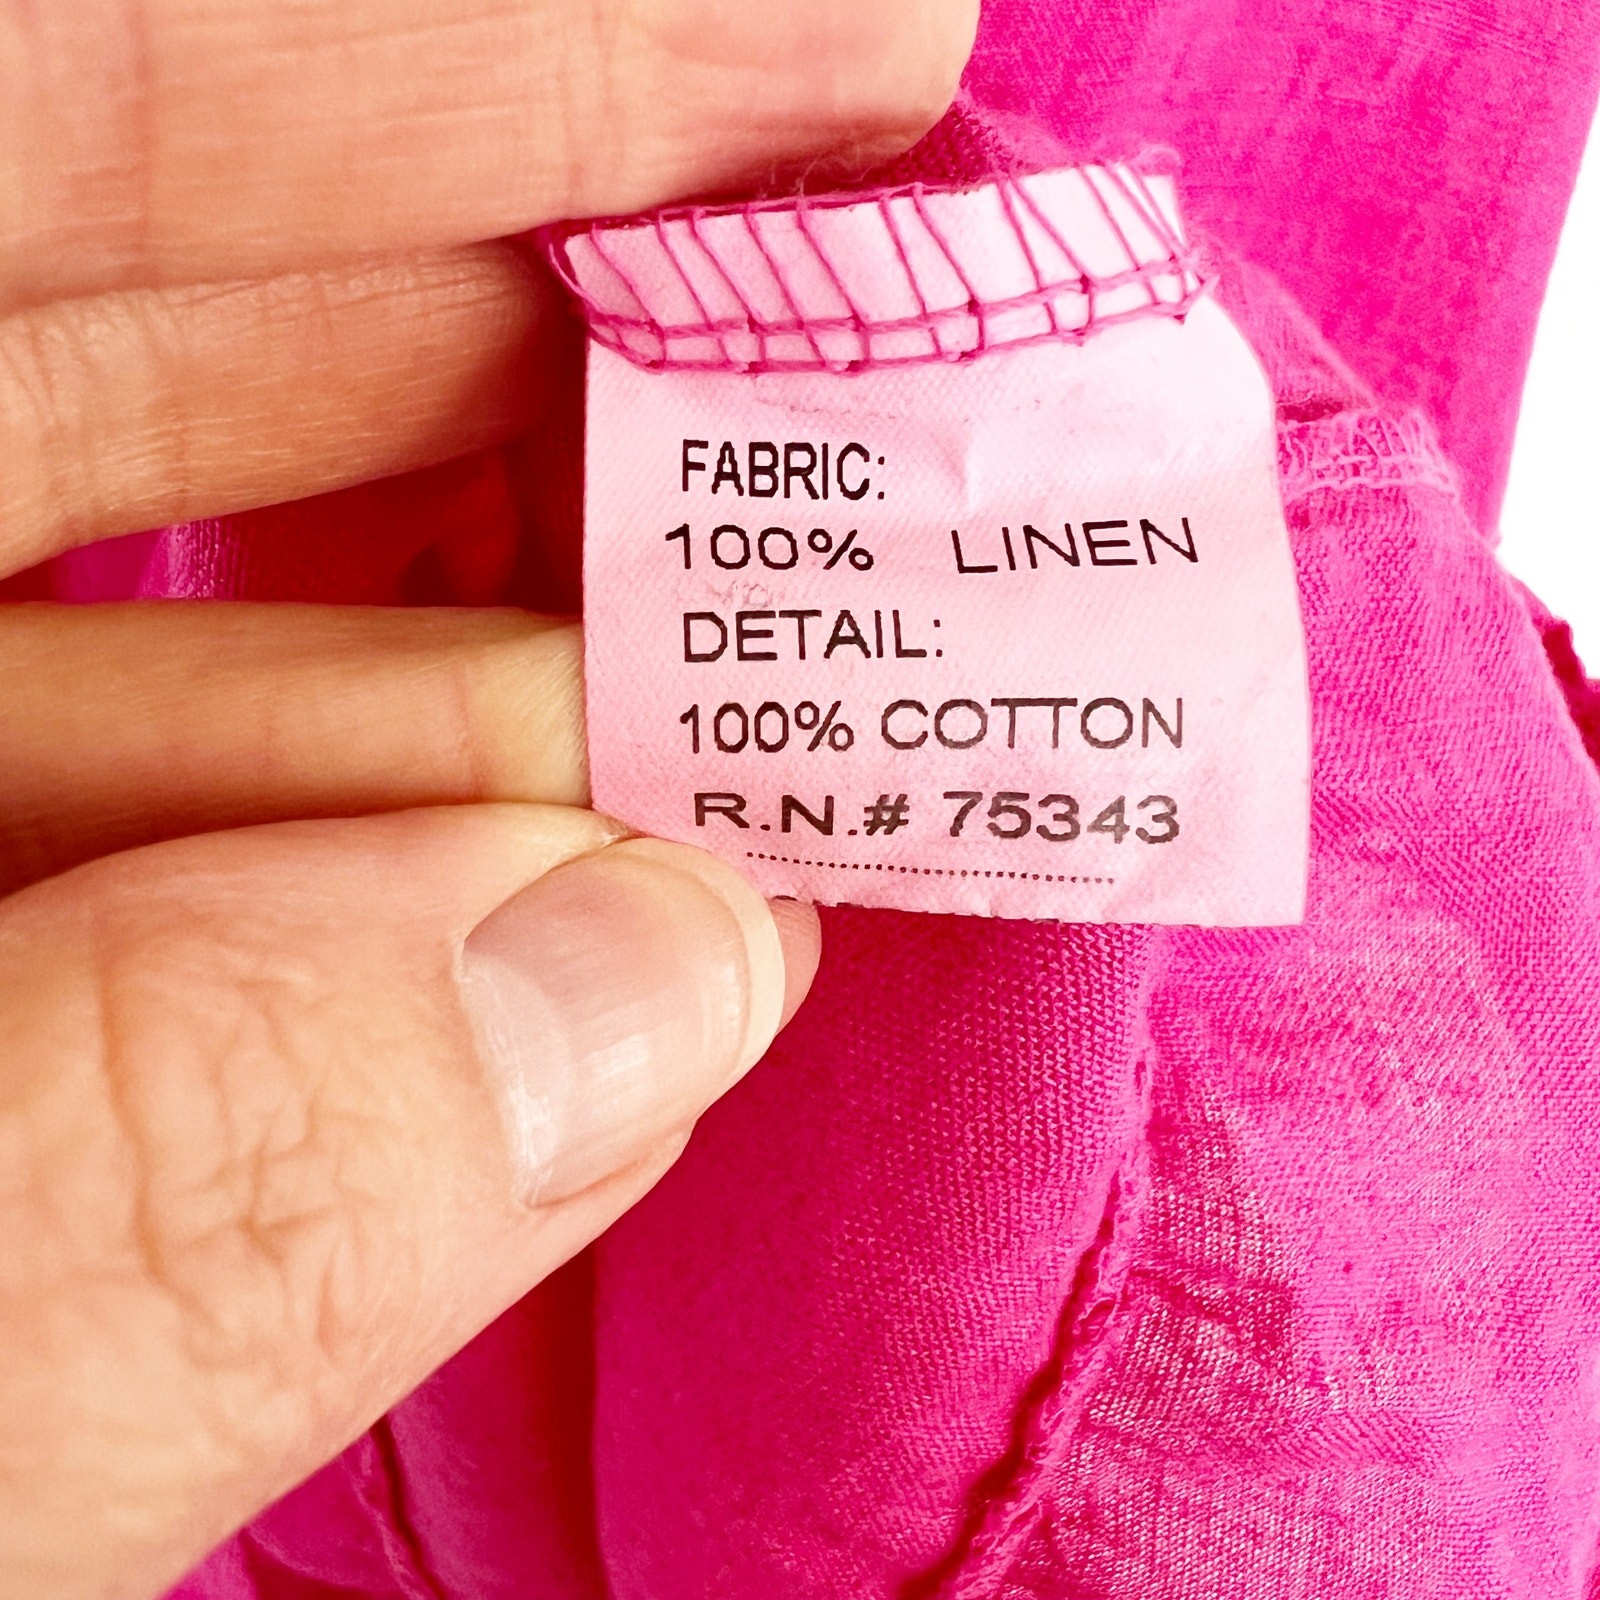 FABRIC:
100% LINEN
DETAIL:
100% COTTON
R.N.# 75343